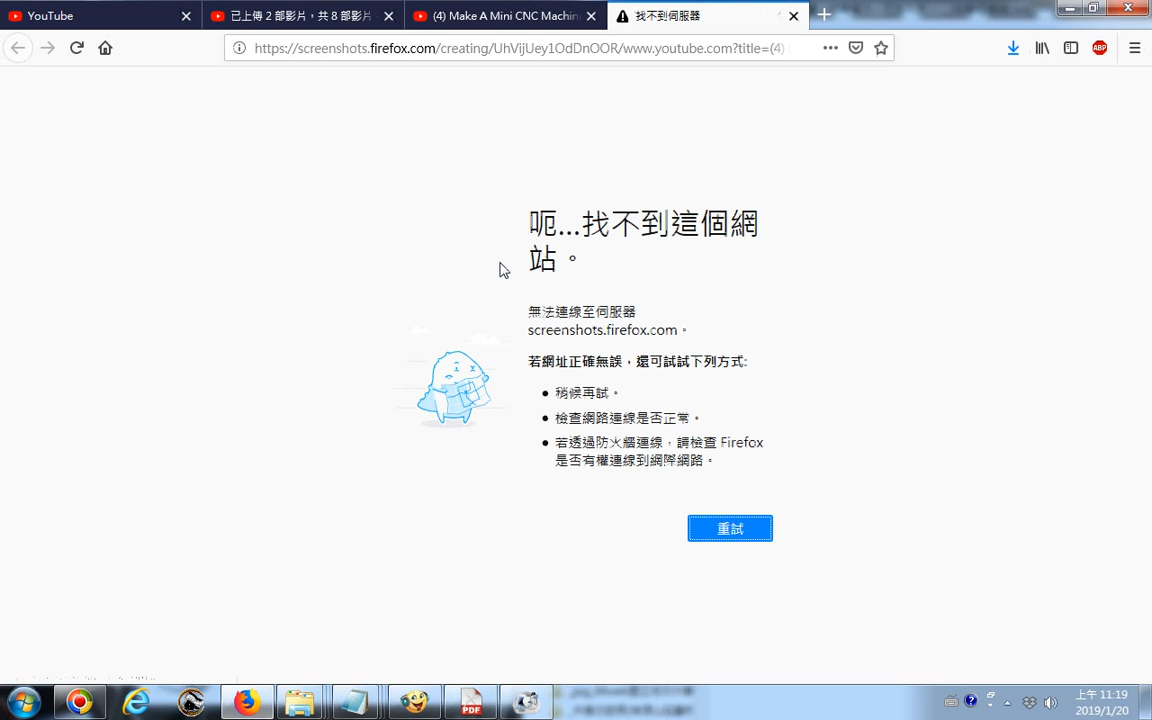 YouTube
已上傳 2 部影片，共 8 部影片
(4) Make A Mini CNC Machin
找不到伺服器
https://screenshots.firefox.com/creating/UhVijUey1OdDnOOR/www.youtube.com?title=(4)
ABP
呃...找不到這個網
站。
無法連線至伺服器
screenshots.firefox.com。
若網址正確無誤，還可試試下列方式:
稍候再試。
檢查網路連線是否正常。
若透過防火牆連線，請檢查 Firefox
是否有權連線到網際網路。
重試
PDF
上午 11:19
2019/1/20